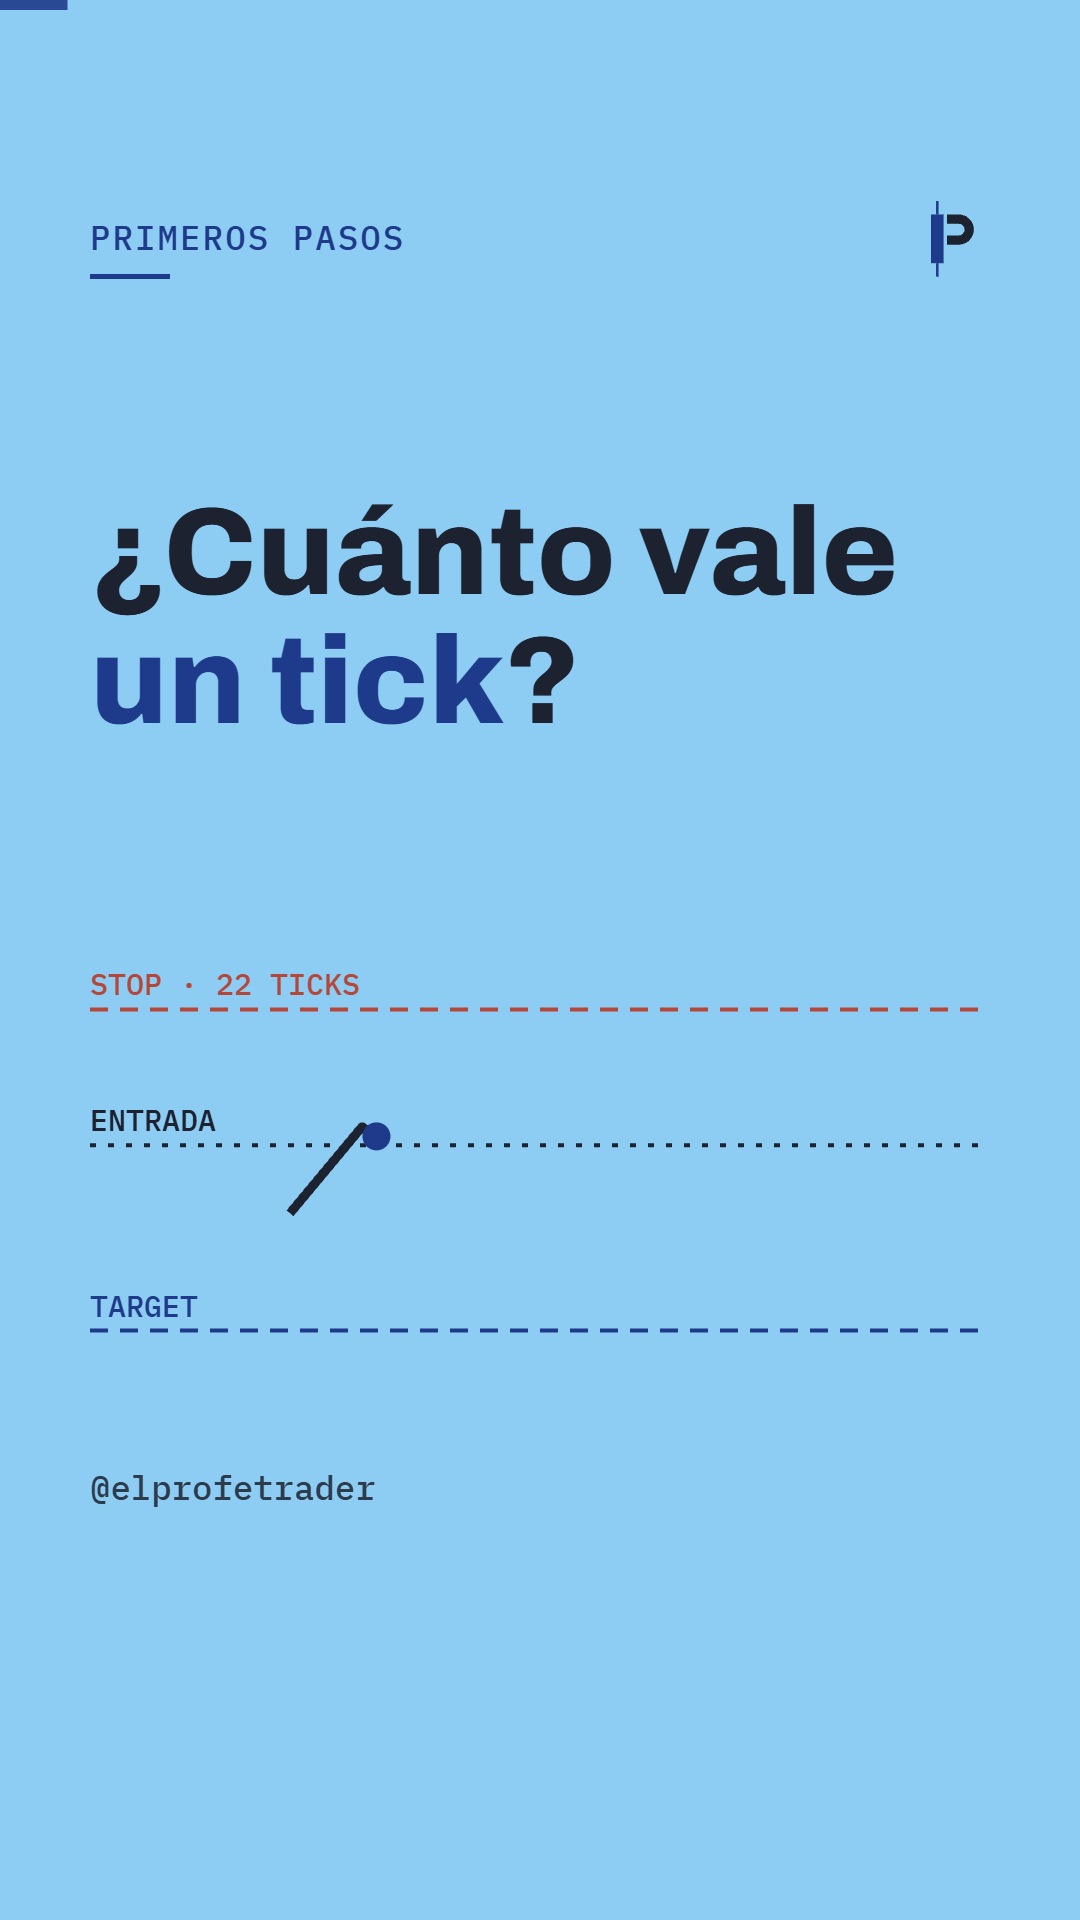 PRIMEROS PASOS
¿Cuánto vale
un tick?
STOP · 22 TICKS
ENTRADA
TARGET
@elprofetrader